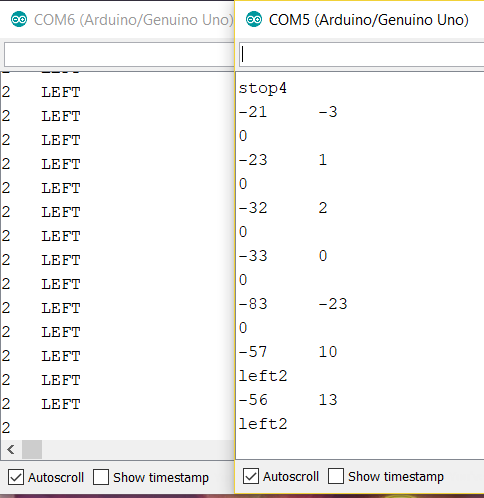 COM6 (Arduino/Genuino Uno)
2 LEFT
2 LEFT
2 LEFT
2 LEFT
2 LEFT
2 LEFT
2 LEFT
2 LEFT
2 LEFT
2 LEFT
2 LEFT
2 LEFT
2 LEFT
2 LEFT
2
Autoscroll Show timestamp
COM5 (Arduino/Genuino Uno)
stop4
-21 -3
0
-23 1
0
-32 2
0
-33 0
0
-83 -23
0
-57 10
left2
-56 13
left2
Autoscroll Show timestamp